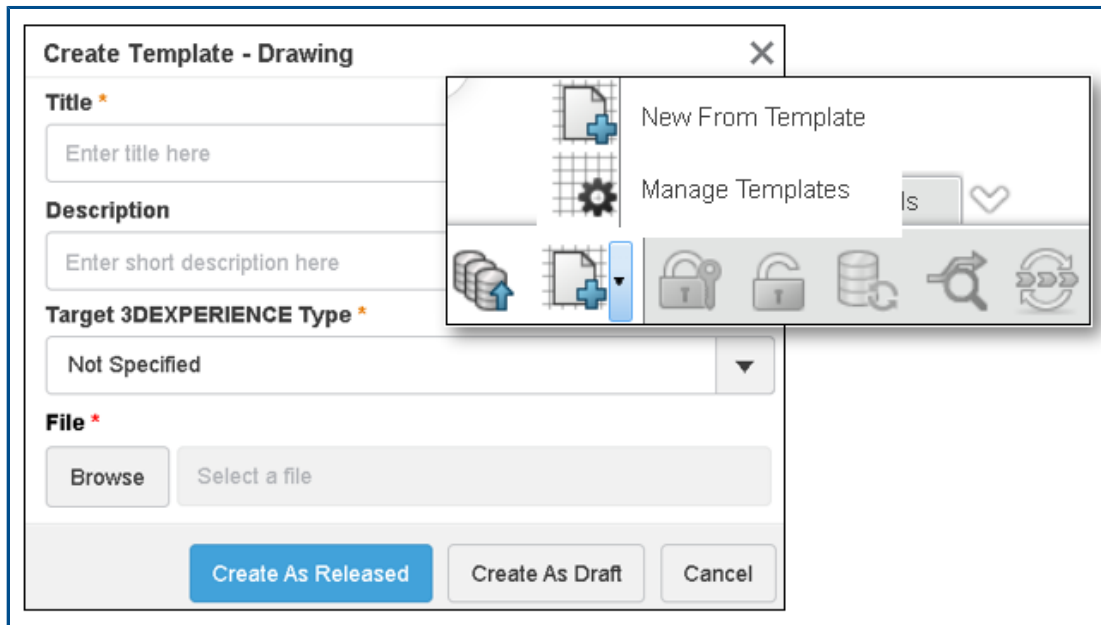 Create Template - Drawing
Title *
Enter title here
Description
Enter short description here
Target 3DEXPERIENCE Type *
Not Specified
File *
Browse
Select a file
Create As Released
Create As Draft
Cancel
New From Template
Manage Templates
ls